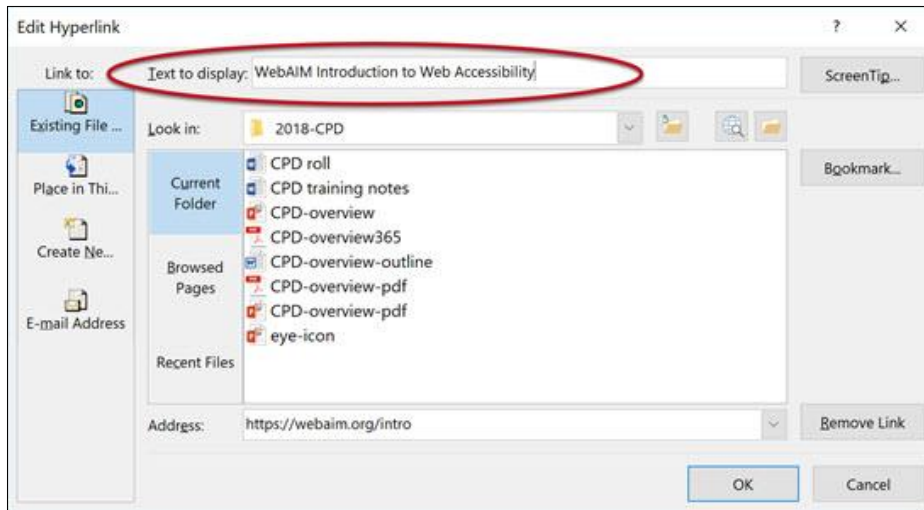 Edit Hyperlink
?
Link to:
Text to display: WebAIM Introduction to Web Accessibility
ScreenTip...
Existing File ...
Look in:
2018-CPD
Bookmark...
Place in Thi...
Current
Folder
CPD roll
CPD training notes
CPD-overview
CPD-overview365
CPD-overview-outline
CPD-overview-pdf
CPD-overview-pdf
eye-icon
Create Ne...
Browsed
Pages
E-mail Address
Recent Files
Address:
https://webaim.org/intro
Remove Link
OK
Cancel